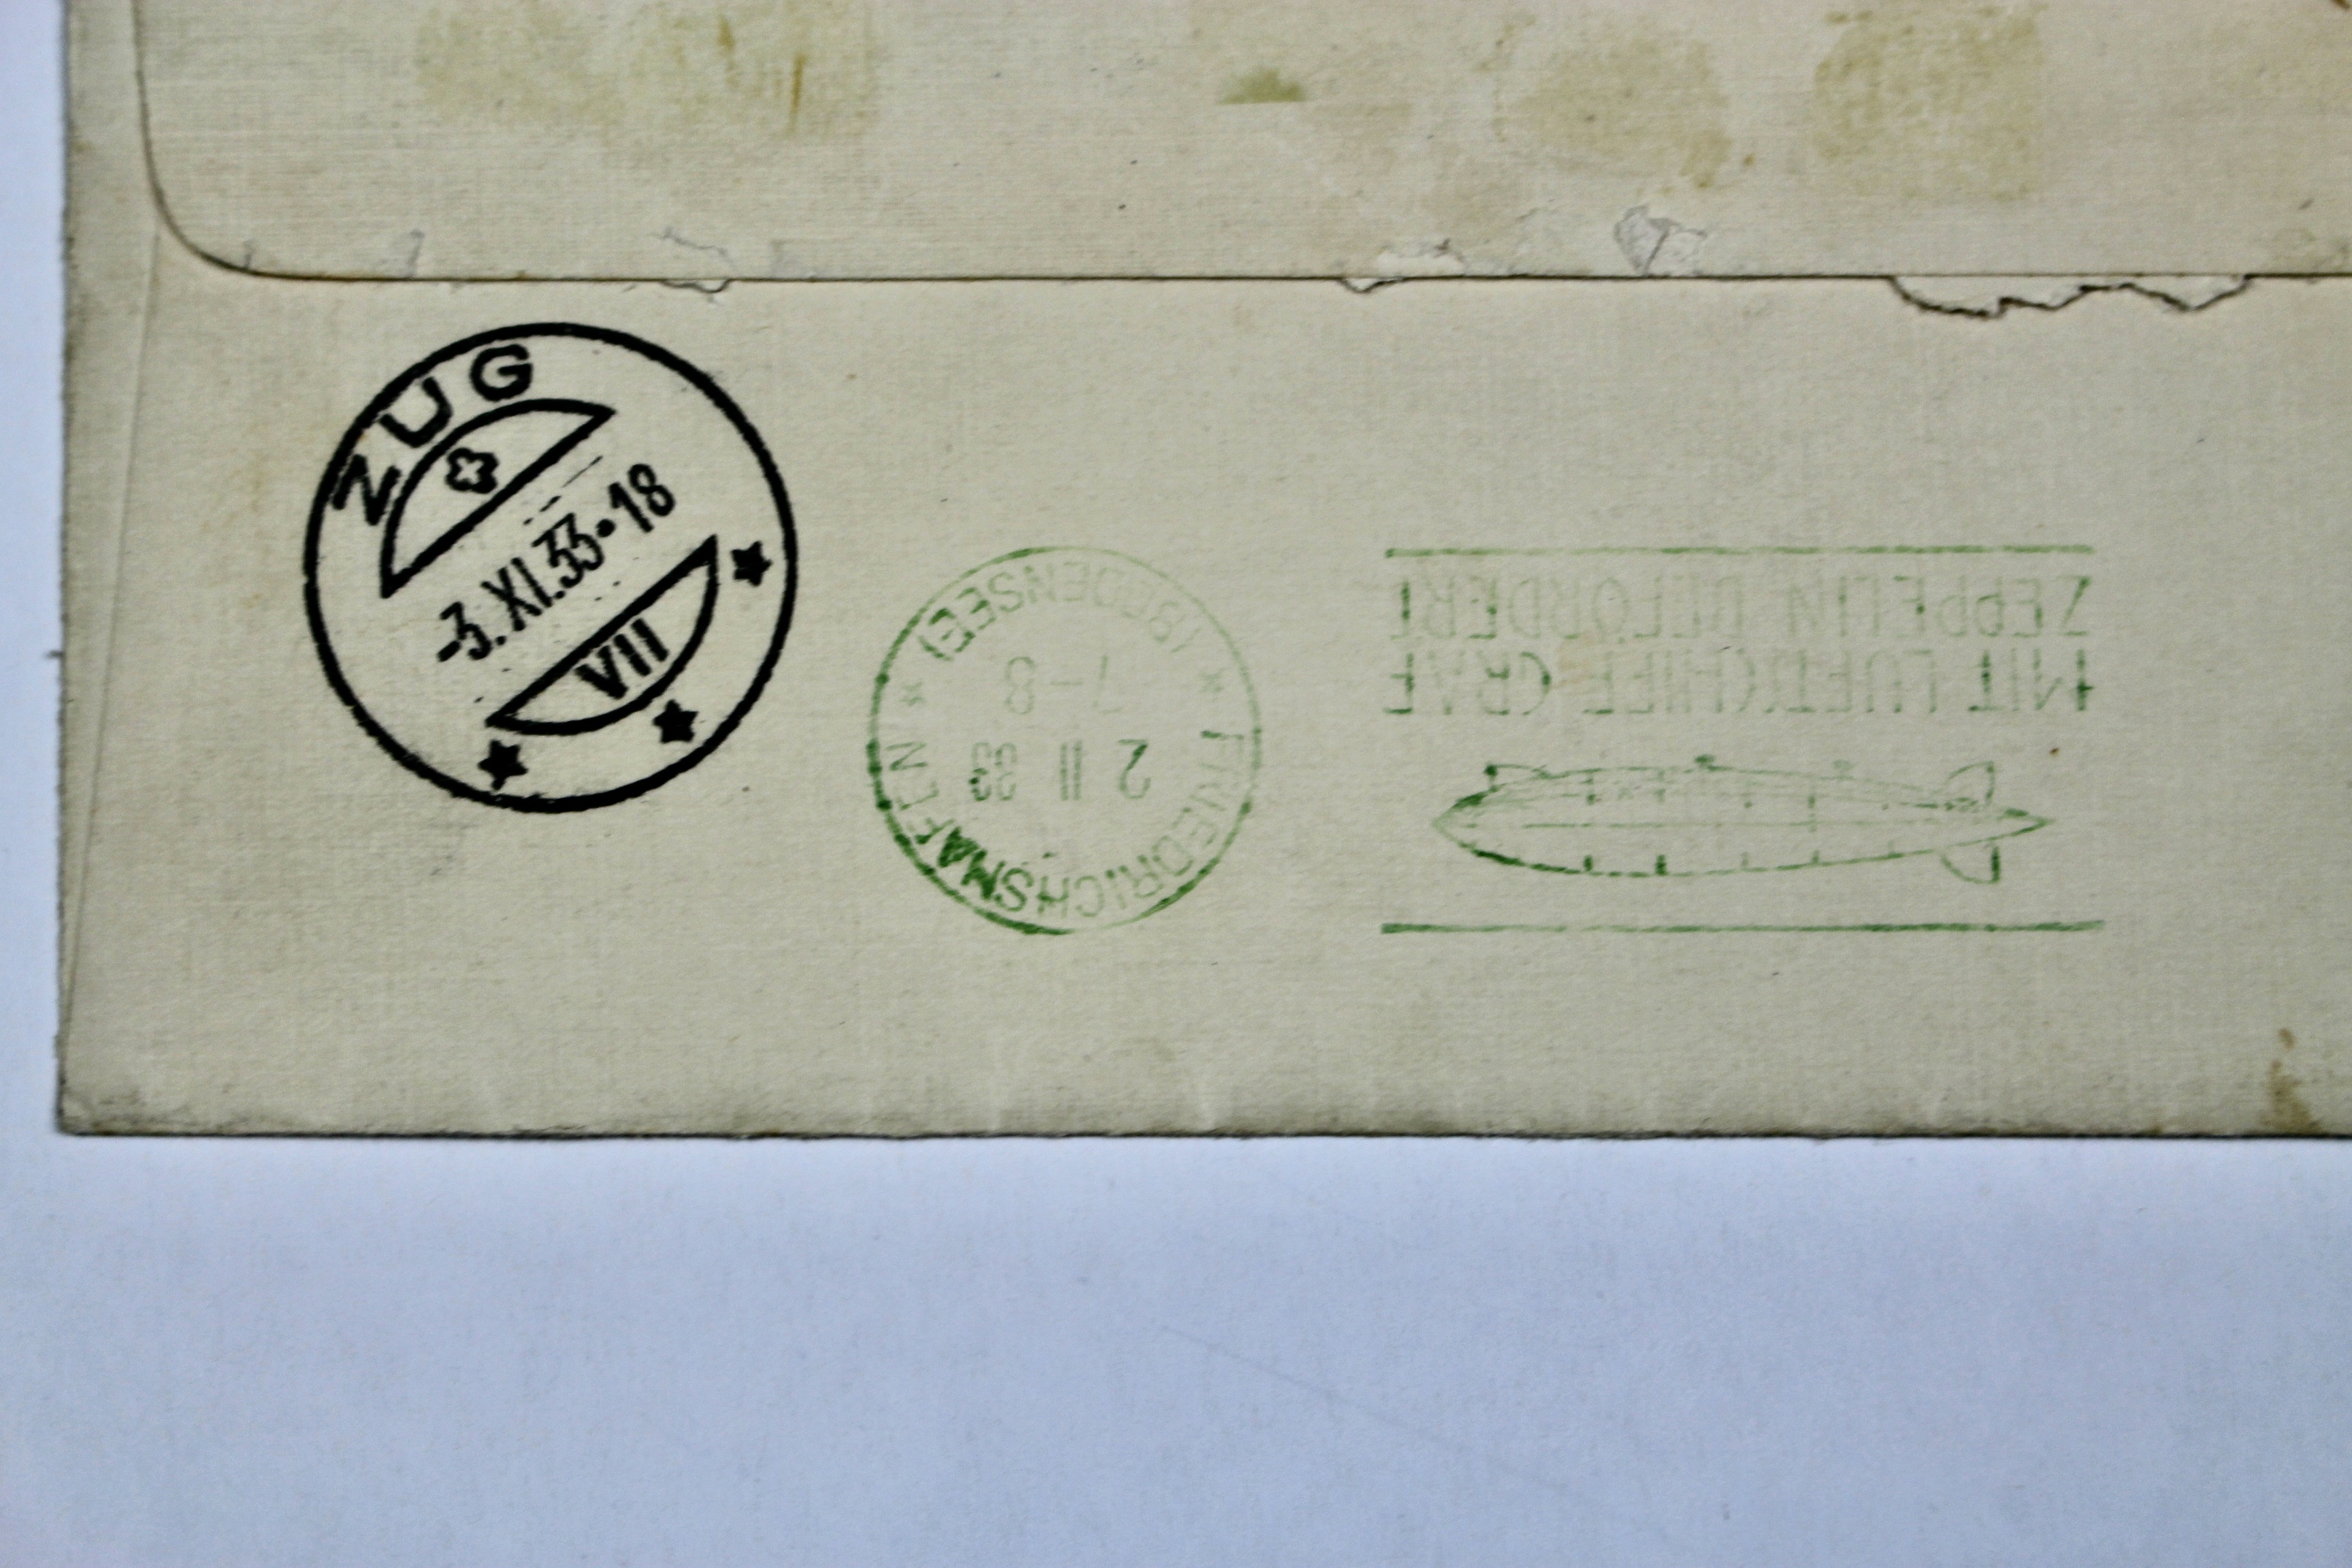 ZUG
-3.XI.33·18
VII
MIT LUFTSCHIFF GRAF
ZEPPELIN BEFÖRDERT
FRIEDRICHSHAFEN
2 11 33
7-8
* (BODENSEE) *